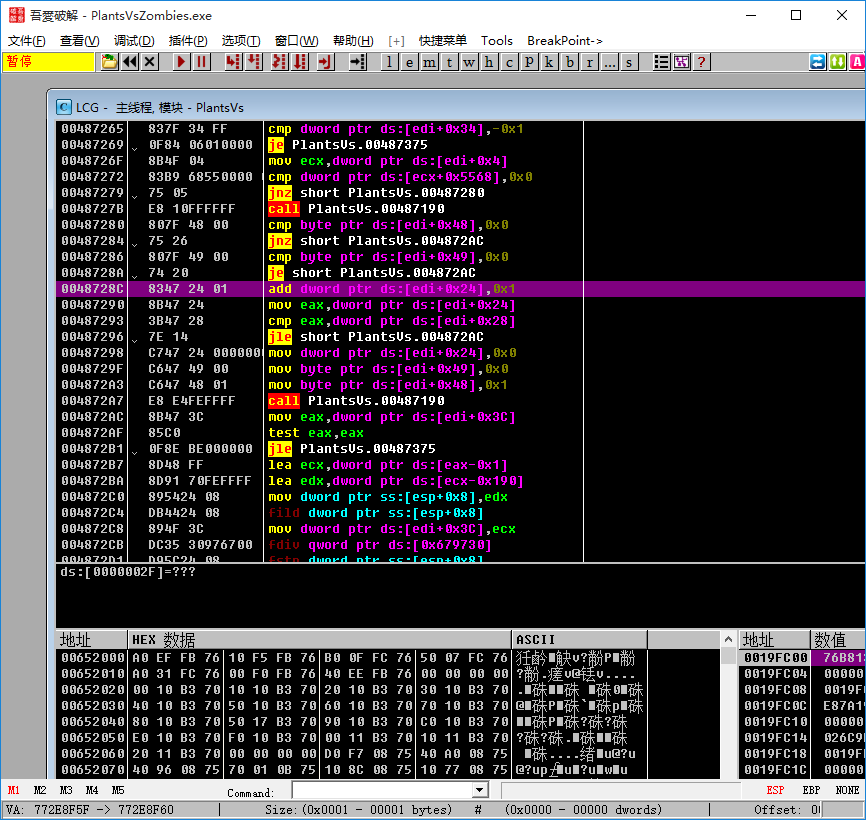 吾愛破解 - PlantsVsZombies.exe
文件(F) 查看(V) 调试(D) 插件(P) 选项(T) 窗口(W) 帮助(H) [+] 快捷菜单 Tools BreakPoint->
暂停 l e m t w h c p k b r ... s ?
LCG - 主线程, 模块 - PlantsVs
00487265 837F 34 FF cmp dword ptr ds:[edi+0x34],-0x1
00487269 0F84 06010000 je PlantsVs.00487375
0048726F 8B4F 04 mov ecx,dword ptr ds:[edi+0x4]
00487272 83B9 68550000 cmp dword ptr ds:[ecx+0x5568],0x0
00487279 75 05 jnz short PlantsVs.00487280
0048727B E8 10FFFFFF call PlantsVs.00487190
00487280 807F 48 00 cmp byte ptr ds:[edi+0x48],0x0
00487284 75 26 jnz short PlantsVs.004872AC
00487286 807F 49 00 cmp byte ptr ds:[edi+0x49],0x0
0048728A 74 20 je short PlantsVs.004872AC
0048728C 8347 24 01 add dword ptr ds:[edi+0x24],0x1
00487290 8B47 24 mov eax,dword ptr ds:[edi+0x24]
00487293 3B47 28 cmp eax,dword ptr ds:[edi+0x28]
00487296 7E 14 jle short PlantsVs.004872AC
00487298 C747 24 0000000 mov dword ptr ds:[edi+0x24],0x0
0048729F C647 49 00 mov byte ptr ds:[edi+0x49],0x0
004872A3 C647 48 01 mov byte ptr ds:[edi+0x48],0x1
004872A7 E8 E4FEFFFF call PlantsVs.00487190
004872AC 8B47 3C mov eax,dword ptr ds:[edi+0x3C]
004872AF 85C0 test eax,eax
004872B1 0F8E BE000000 jle PlantsVs.00487375
004872B7 8D48 FF lea ecx,dword ptr ds:[eax-0x1]
004872BA 8D91 70FEFFFF lea edx,dword ptr ds:[ecx-0x190]
004872C0 895424 08 mov dword ptr ss:[esp+0x8],edx
004872C4 DB4424 08 fild dword ptr ss:[esp+0x8]
004872C8 894F 3C mov dword ptr ds:[edi+0x3C],ecx
004872CB DC35 30976700 fdiv qword ptr ds:[0x679730]
004872D1 D95C24 08 fstp dword ptr ss:[esp+0x8]
ds:[0000002F]=???
地址 HEX 数据 ASCII 地址 数值
00652000 A0 EF FB 76 10 F5 FB 76 B0 0F FC 76 50 07 FC 76 0019FC00 76B81
00652010 A0 31 FC 76 00 F0 FB 76 40 EE FB 76 00 00 00 00 0019FC04 00000
00652020 00 10 B3 70 10 10 B3 70 20 10 B3 70 30 10 B3 70 0019FC08 0019F
00652030 40 10 B3 70 50 10 B3 70 60 10 B3 70 70 10 B3 70 0019FC0C E87A1
00652040 80 10 B3 70 50 17 B3 70 90 10 B3 70 C0 10 B3 70 0019FC10 00000
00652050 E0 10 B3 70 F0 10 B3 70 00 11 B3 70 10 11 B3 70 0019FC14 026C9
00652060 20 11 B3 70 00 00 00 00 D0 F7 08 75 40 A0 08 75 0019FC18 0019F
00652070 40 96 08 75 70 01 0B 75 10 8C 08 75 10 77 08 75 0019FC1C 00000
M1 M2 M3 M4 M5 Command: ESP EBP NONE
VA: 772E8F5F -> 772E8F60 Size:(0x0001 - 00001 bytes) # (0x0000 - 00000 dwords) Offset: